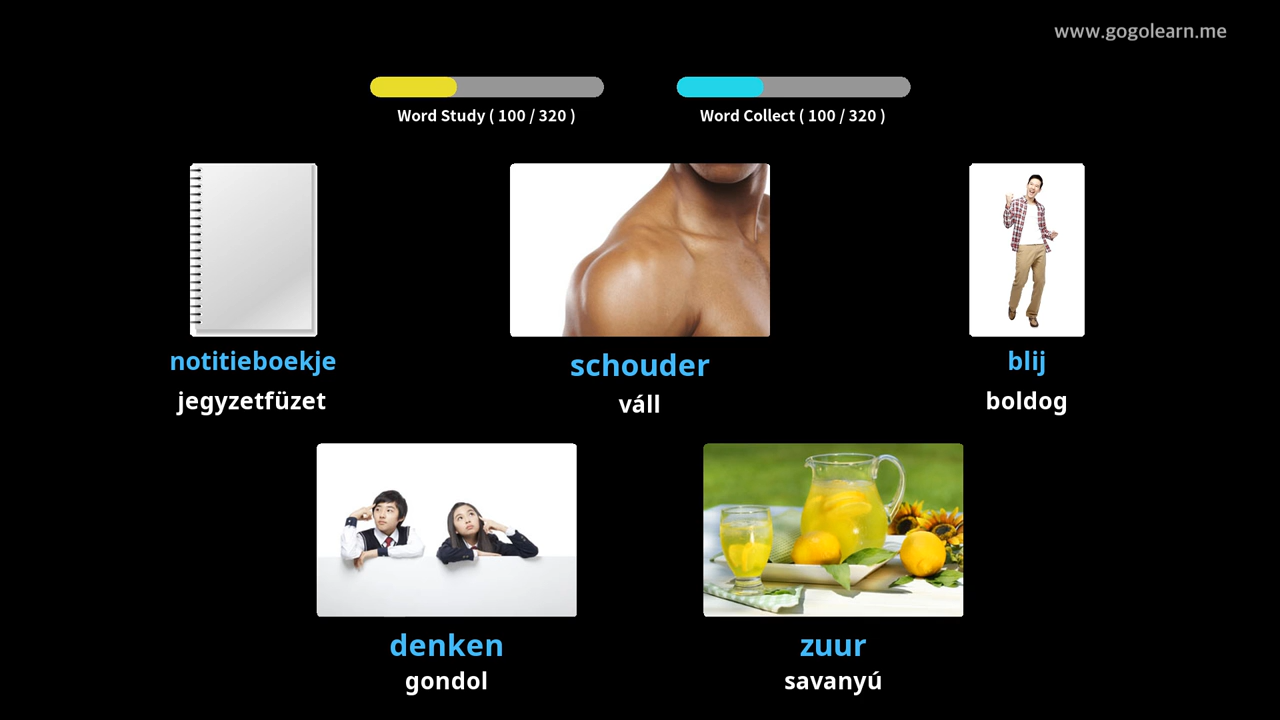 www.gogolearn.me
Word Study ( 100 / 320 )
Word Collect ( 100 / 320 )
notitieboekje
jegyzetfüzet
schouder
váll
blij
boldog
denken
gondol
zuur
savanyú